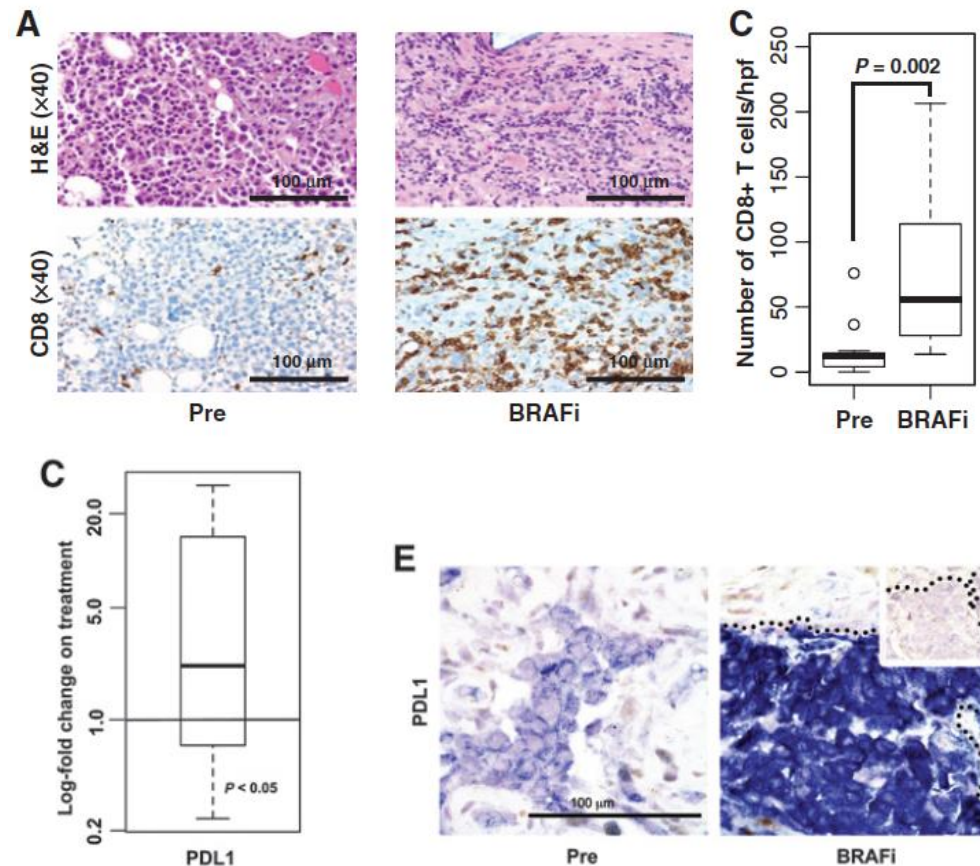 A
H&E (×40)
100 μm
100 μm
CD8 (×40)
100 μm
100 μm
Pre
BRAFi
C
Number of CD8+ T cells/hpf
250
200
150
100
50
0
P = 0.002
Pre
BRAFi
C
Log-fold change on treatment
20.0
5.0
1.0
0.2
P < 0.05
PDL1
E
PDL1
100 μm
Pre
BRAFi